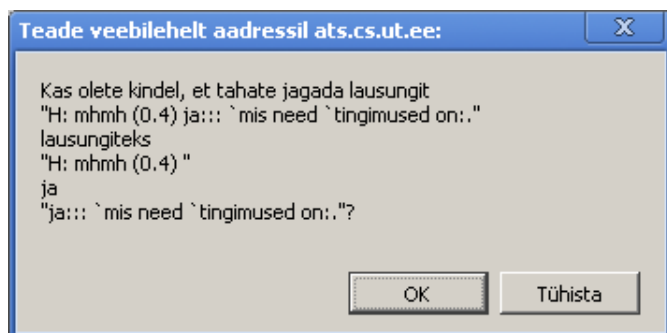 Teade veebilehelt aadressil ats.cs.ut.ee:
Kas olete kindel, et tahate jagada lausungit
"H: mhmh (0.4) ja::: `mis need `tingimused on:."
lausungiteks
"H: mhmh (0.4) "
ja
"ja::: `mis need `tingimused on:."?
OK
Tühista